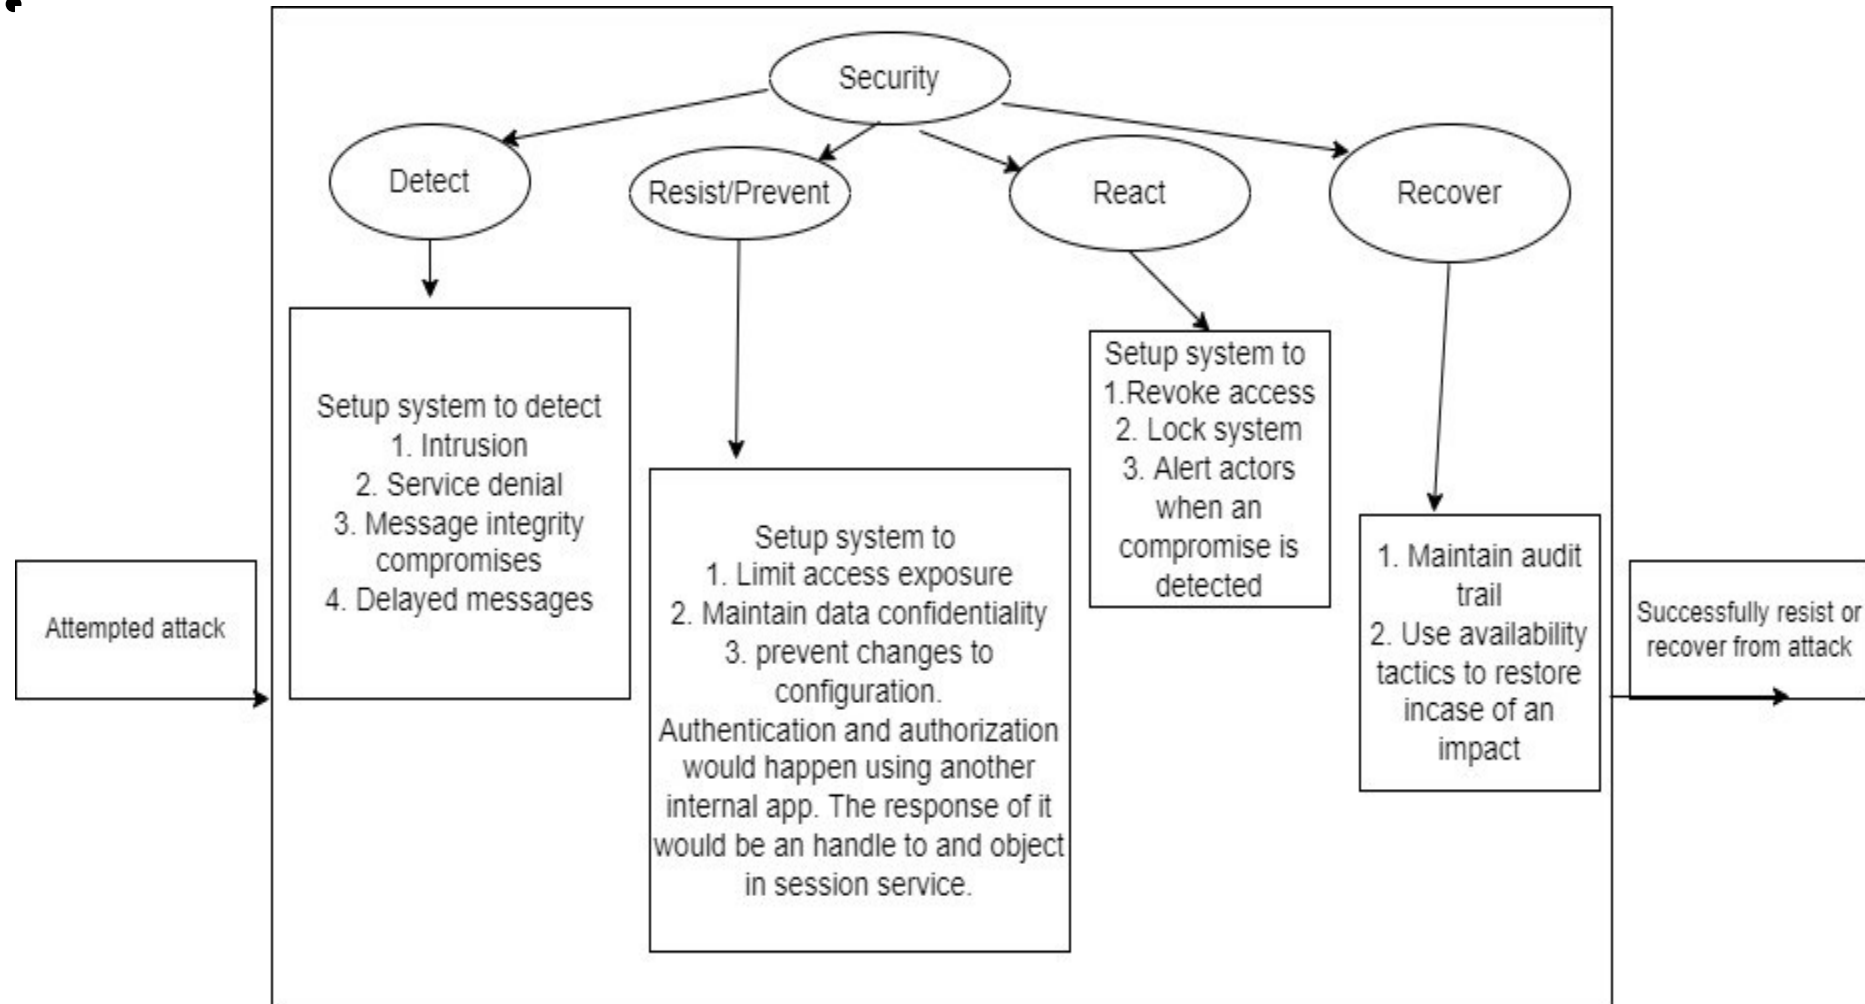 Security
Detect
Resist/Prevent
React
Recover
Setup system to detect
1. Intrusion
2. Service denial
3. Message integrity
compromises
4. Delayed messages
Setup system to
1. Limit access exposure
2. Maintain data confidentiality
3. prevent changes to
configuration.
Authentication and authorization
would happen using another
internal app. The response of it
would be an handle to and object
in session service.
Setup system to
1.Revoke access
2. Lock system
3. Alert actors
when an
compromise is
detected
1. Maintain audit
trail
2. Use availability
tactics to restore
incase of an
impact
Attempted attack
Successfully resist or
recover from attack